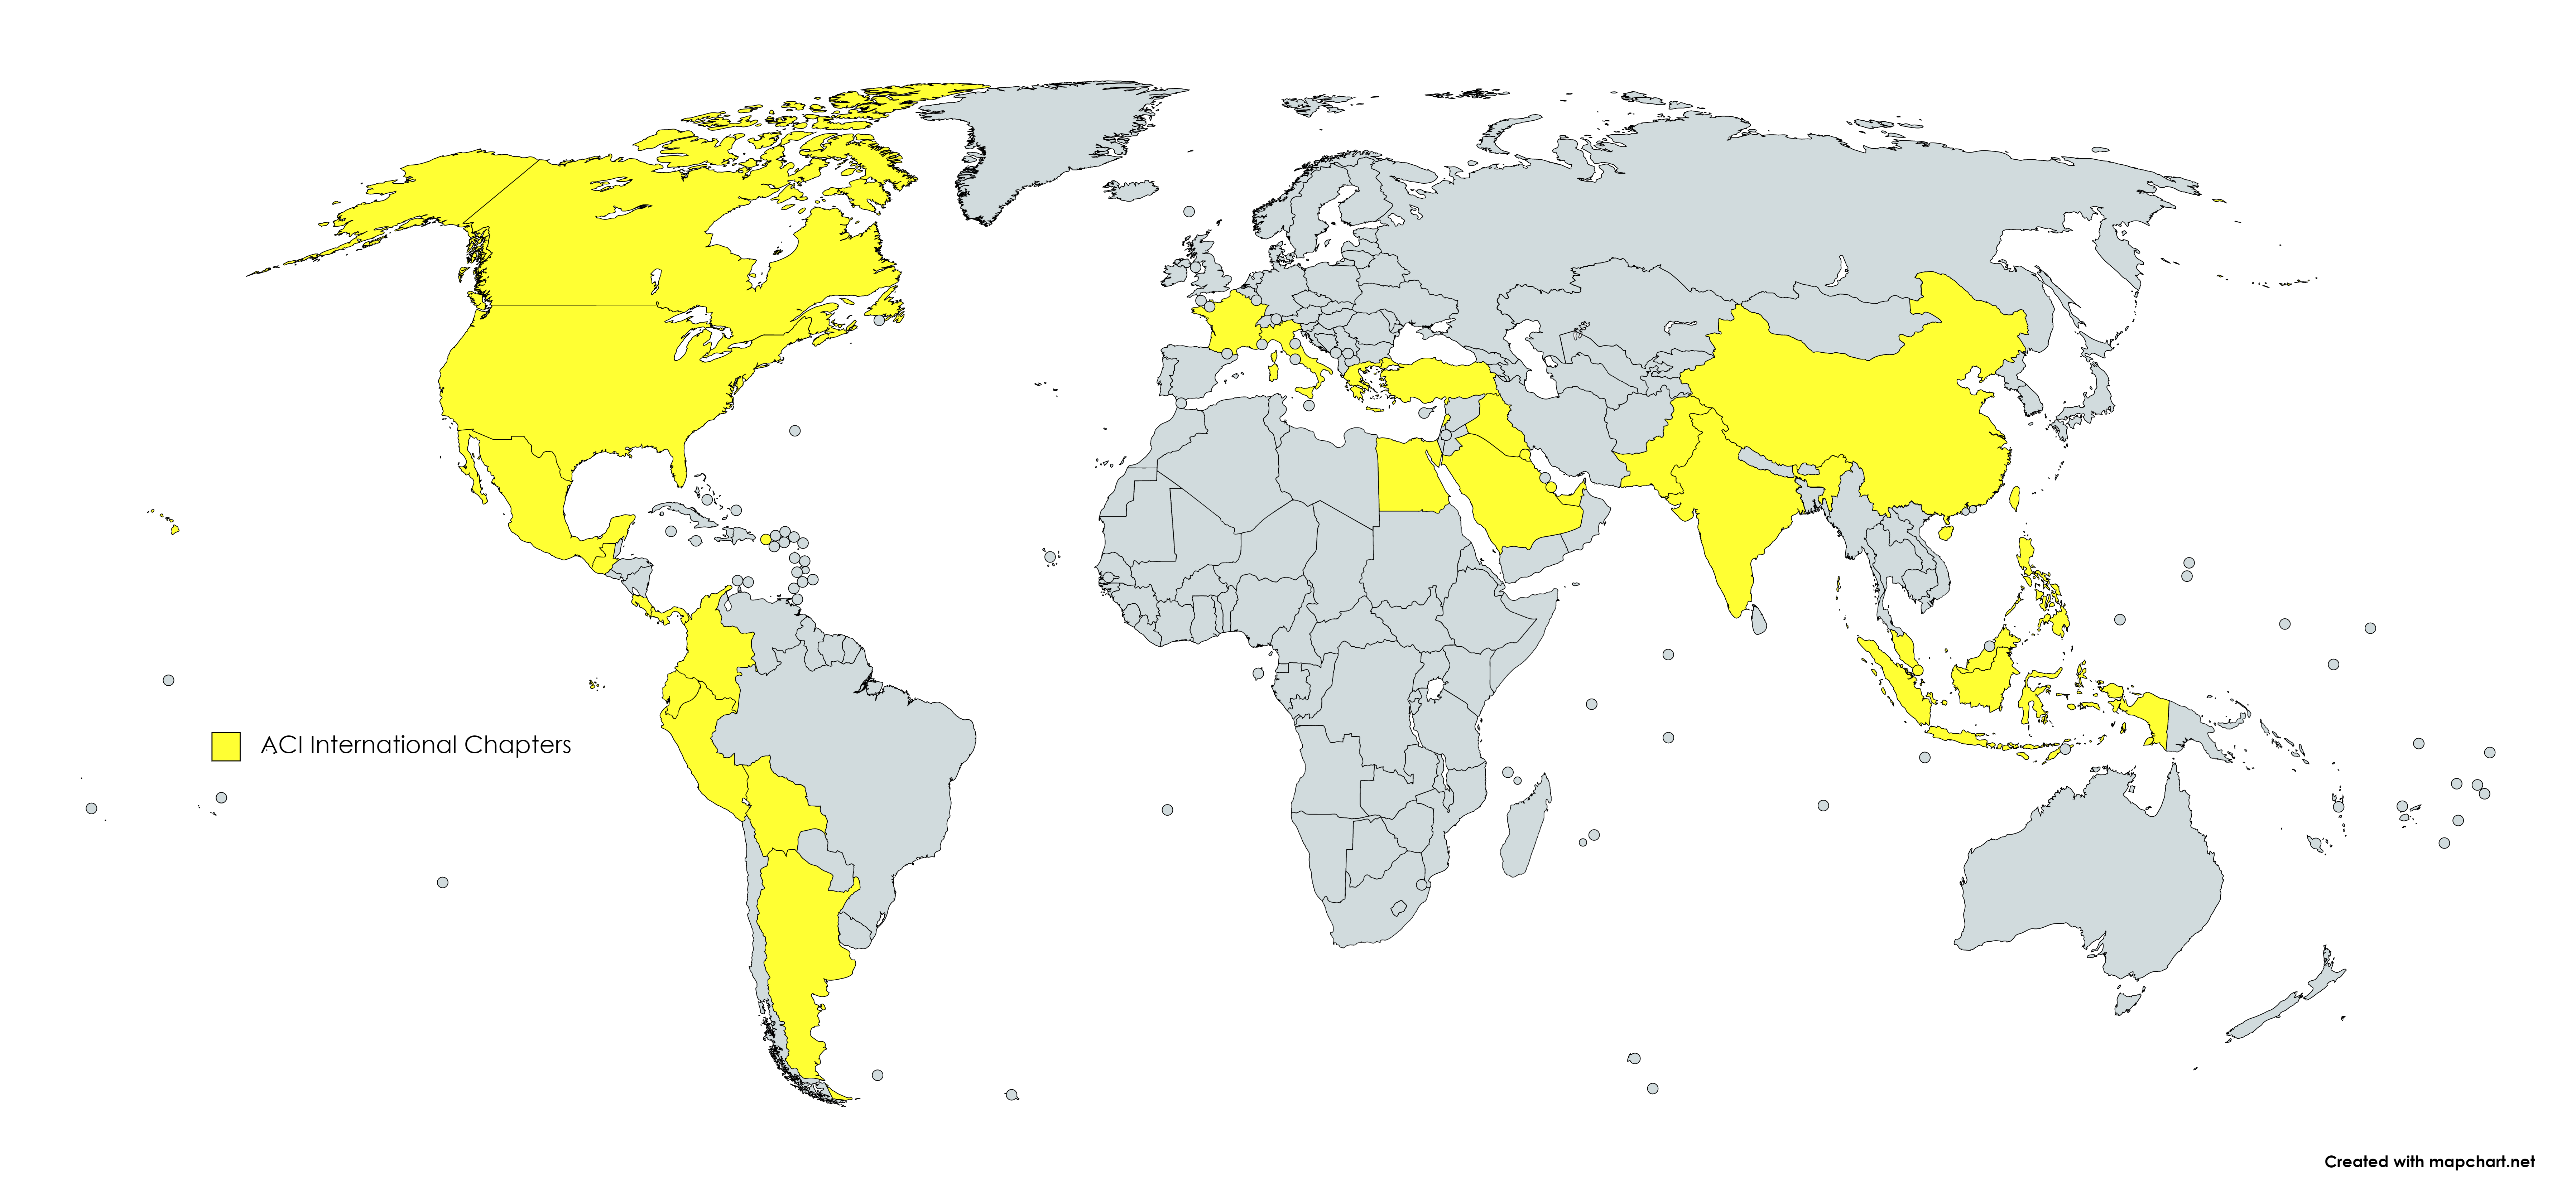 ACI International Chapters
Created with mapchart.net